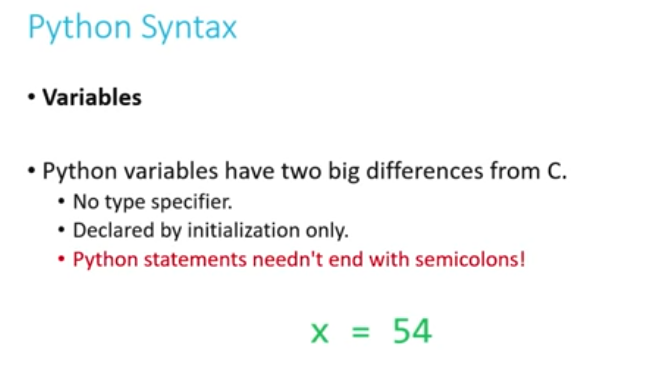 Python Syntax
• Variables
• Python variables have two big differences from C.
• No type specifier.
• Declared by initialization only.
• Python statements needn't end with semicolons!
x = 54